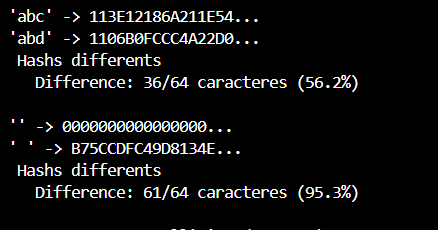 'abc' -> 113E12186A211E54...
'abd' -> 1106B0FCCC4A22D0...
Hashs differents
Difference: 36/64 caracteres (56.2%)
'' -> 0000000000000000...
' ' -> B75CCDFC49D8134E...
Hashs differents
Difference: 61/64 caracteres (95.3%)